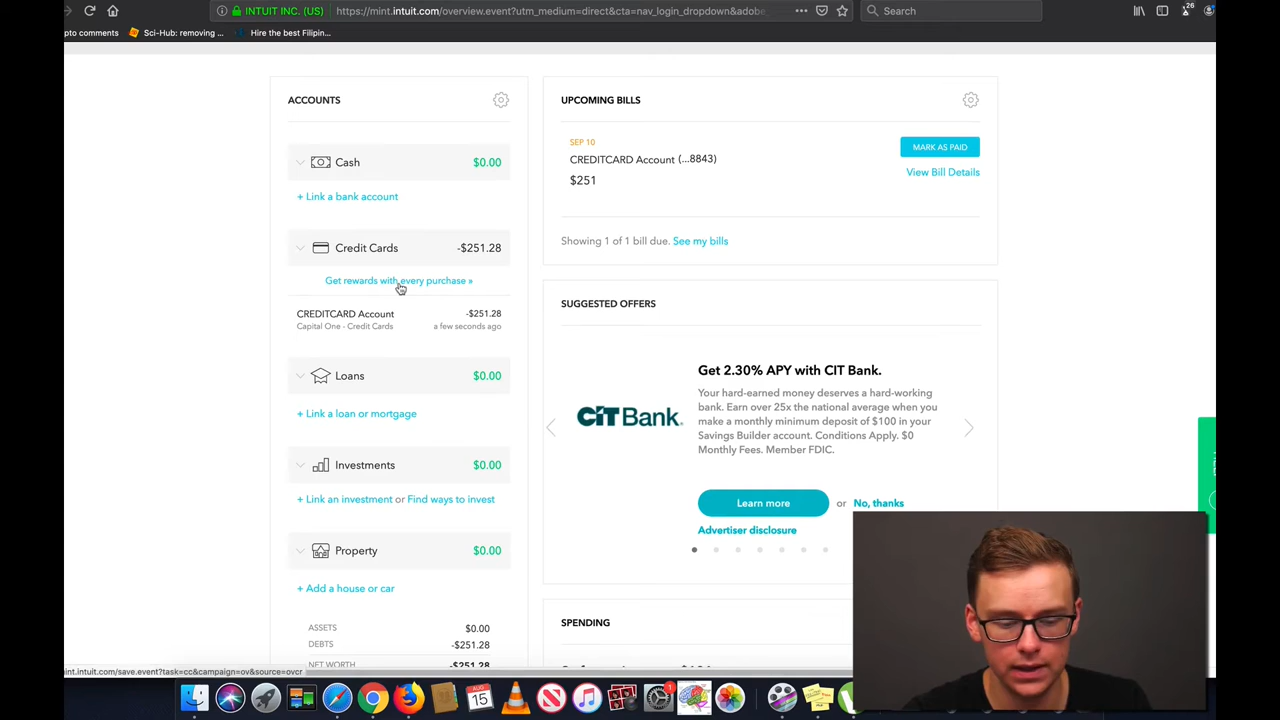 INTUIT INC. (US)
https://mint.intuit.com/overview.event?utm_medium=direct&cta=nav_login_dropdown&adobe_
Search
26
pto comments
Sci-Hub: removing ...
Hire the best Filipin...
ACCOUNTS
Cash $0.00
+ Link a bank account
Credit Cards -$251.28
Get rewards with every purchase »
CREDITCARD Account -$251.28
Capital One - Credit Cards a few seconds ago
Loans $0.00
+ Link a loan or mortgage
Investments $0.00
+ Link an investment or Find ways to invest
Property $0.00
+ Add a house or car
ASSETS $0.00
DEBTS -$251.28
NET WORTH -$251.28
UPCOMING BILLS
SEP 10
CREDITCARD Account (...8843)
$251
MARK AS PAID
View Bill Details
Showing 1 of 1 bill due. See my bills
SUGGESTED OFFERS
CiT Bank.
Get 2.30% APY with CIT Bank.
Your hard-earned money deserves a hard-working
bank. Earn over 25x the national average when you
make a monthly minimum deposit of $100 in your
Savings Builder account. Conditions Apply. $0
Monthly Fees. Member FDIC.
Learn more or No, thanks
Advertiser disclosure
SPENDING
mint.intuit.com/save.event?task=cc&campaign=ov&source=ovcr
AUG
15
1